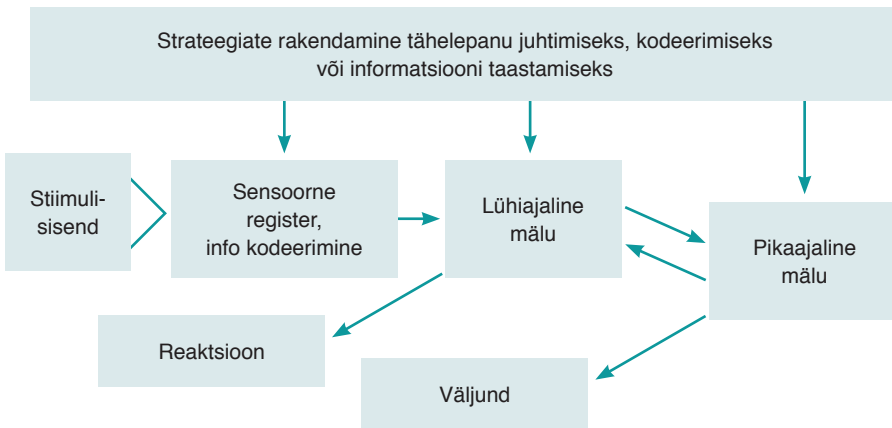 Strateegiate rakendamine tähelepanu juhtimiseks, kodeerimiseks
või informatsiooni taastamiseks
Stiimuli-
sisend
Sensoorne
register,
info kodeerimine
Lühiajaline
mälu
Pikaajaline
mälu
Reaktsioon
Väljund